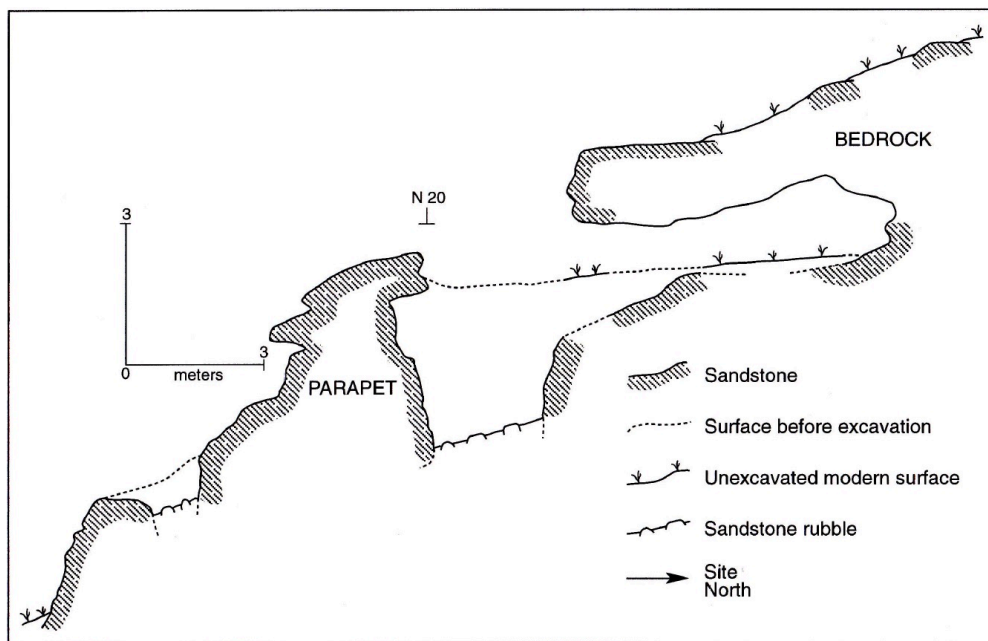 BEDROCK
N 20
3
3
0 meters
PARAPET
Sandstone
Surface before excavation
Unexcavated modern surface
Sandstone rubble
Site
North